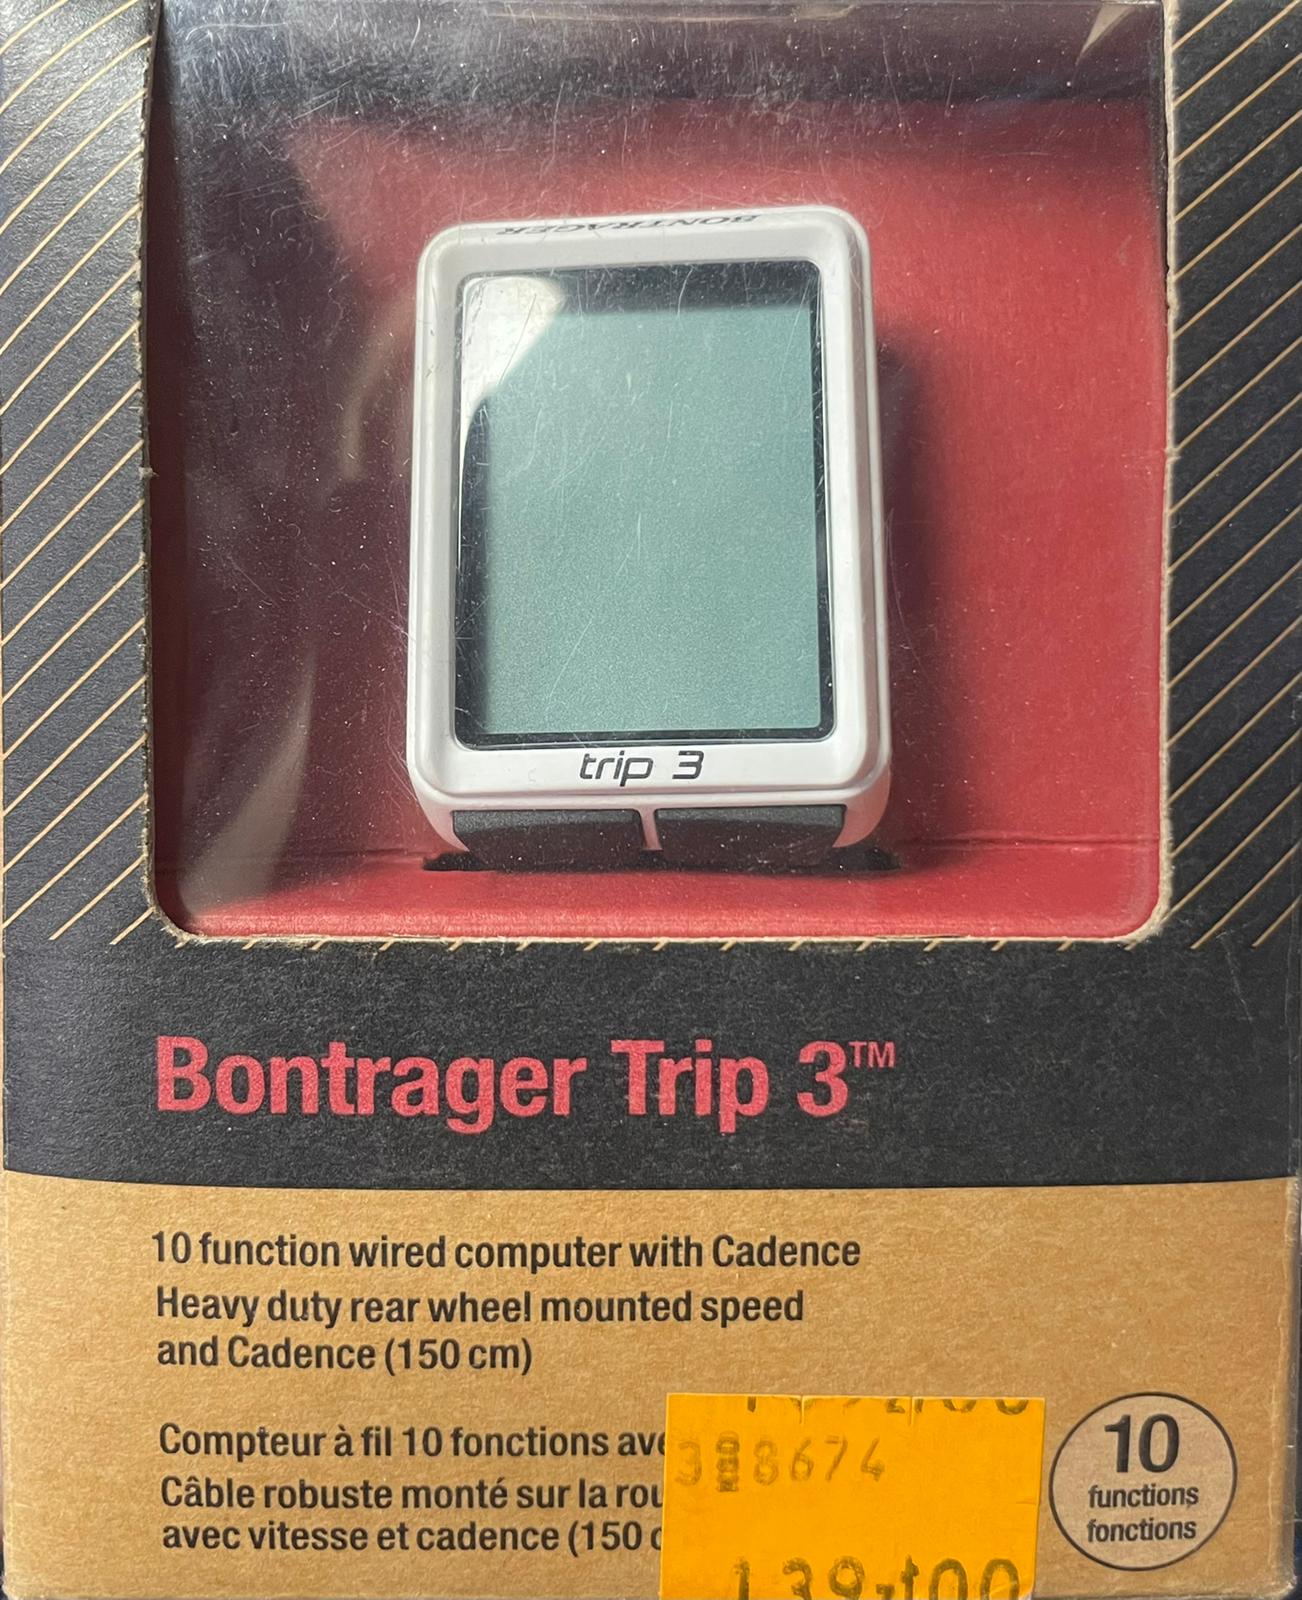 BONTRAGER
trip 3
Bontrager Trip 3™
10 function wired computer with Cadence
Heavy duty rear wheel mounted speed
and Cadence (150 cm)
Compteur à fil 10 fonctions ave
Câble robuste monté sur la rou
avec vitesse et cadence (150 c
10
functions
fonctions